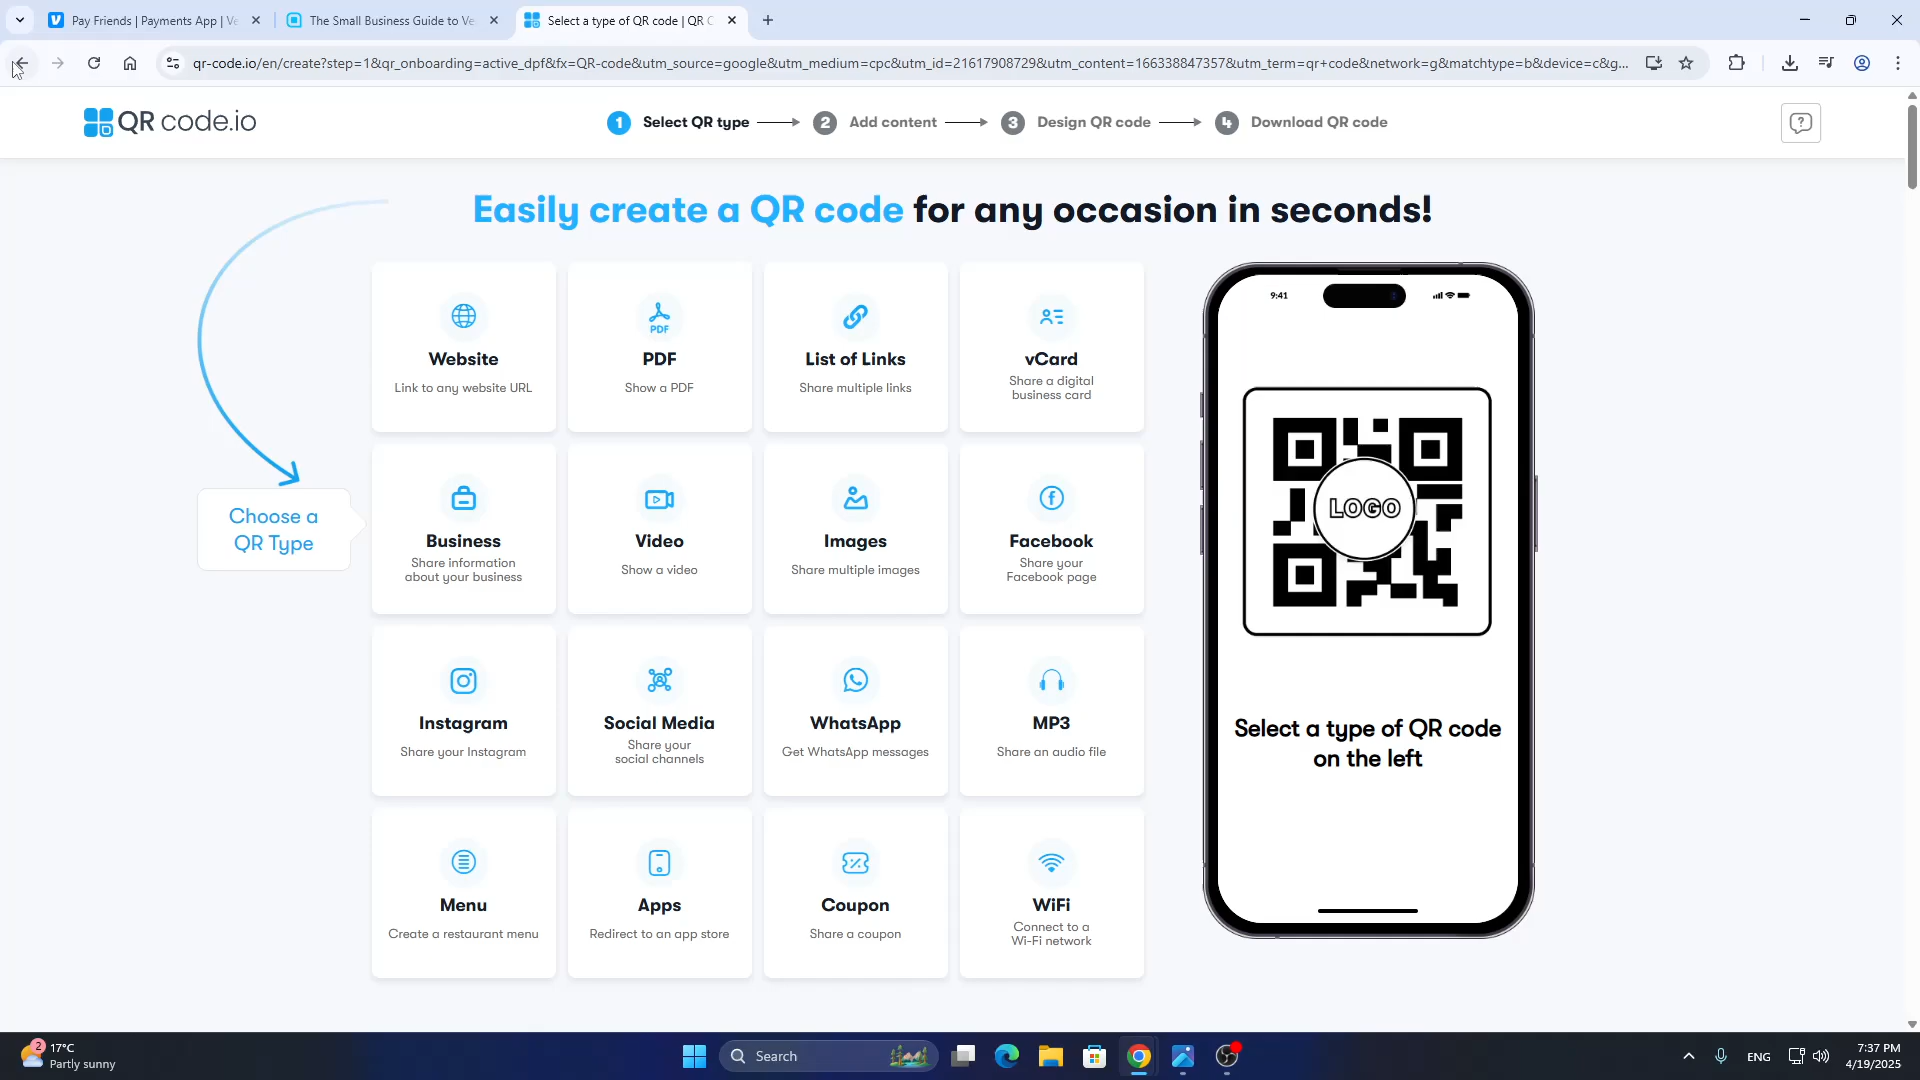 Pay Friends | Payments App | Ve
The Small Business Guide to Ve
Select a type of QR code | QR C
qr-code.io/en/create?step=1&qr_onboarding=active_dpf&fx=QR-code&utm_source=google&utm_medium=cpc&utm_id=21617908729&utm_content=166338847357&utm_term=qr+code&network=g&matchtype=b&device=c&g...
QR code.io
1 Select QR type
2 Add content
3 Design QR code
4 Download QR code
Easily create a QR code for any occasion in seconds!
Choose a
QR Type
Website
Link to any website URL
PDF
PDF
Show a PDF
List of Links
Share multiple links
vCard
Share a digital
business card
Business
Share information
about your business
Video
Show a video
Images
Share multiple images
Facebook
Share your
Facebook page
Instagram
Share your Instagram
Social Media
Share your
social channels
WhatsApp
Get WhatsApp messages
MP3
Share an audio file
Menu
Create a restaurant menu
Apps
Redirect to an app store
Coupon
Share a coupon
WiFi
Connect to a
Wi-Fi network
9:41
LOGO
Select a type of QR code
on the left
2
17°C
Partly sunny
Search
ENG
7:37 PM
4/19/2025